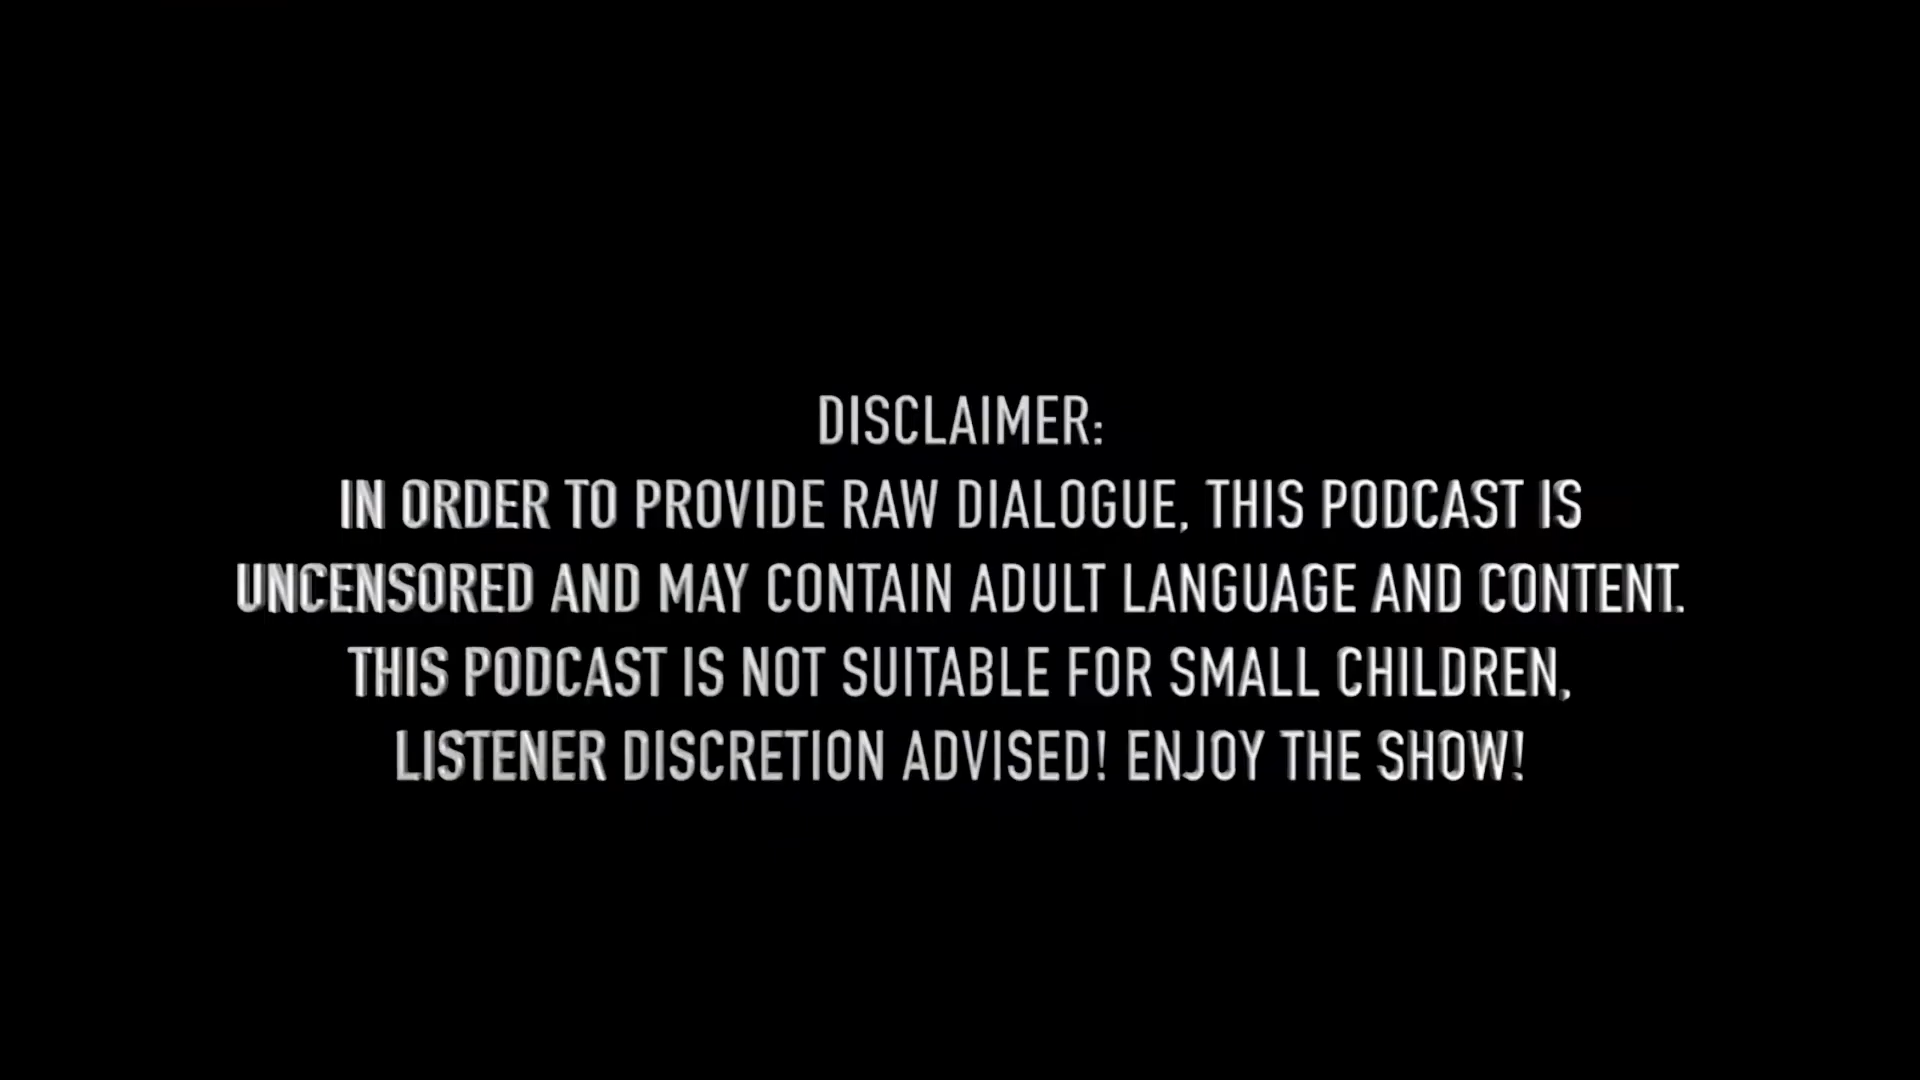 DISCLAIMER:
IN ORDER TO PROVIDE RAW DIALOGUE, THIS PODCAST IS
UNCENSORED AND MAY CONTAIN ADULT LANGUAGE AND CONTENT.
THIS PODCAST IS NOT SUITABLE FOR SMALL CHILDREN,
LISTENER DISCRETION ADVISED! ENJOY THE SHOW!